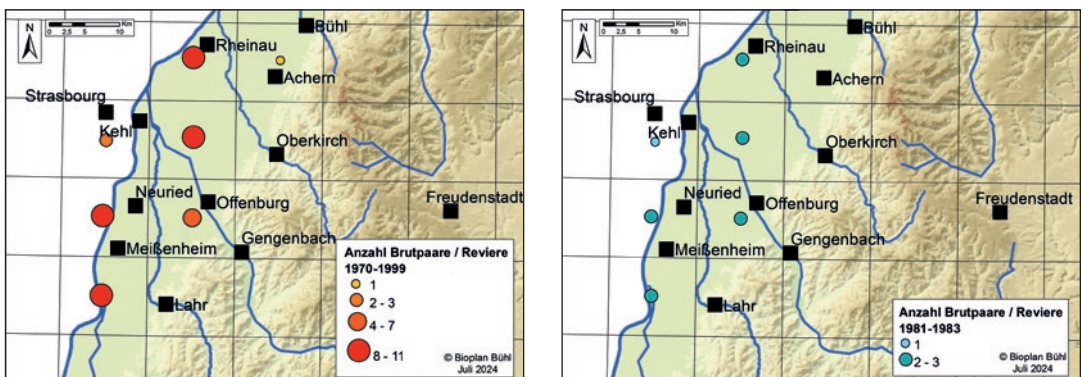 N
0 2,5 5 10
Km
Bühl
Rheinau
Achern
Strasbourg
Kehl
Oberkirch
Neuried
Offenburg
Freudenstadt
Meißenheim
Gengenbach
Lahr
Anzahl Brutpaare / Reviere
1970-1999
1
2 - 3
4 - 7
8 - 11
© Bioplan Bühl
Juli 2024
N
0 2,5 5 10
Km
Bühl
Rheinau
Achern
Strasbourg
Kehl
Oberkirch
Neuried
Offenburg
Freudenstadt
Meißenheim
Gengenbach
Lahr
Anzahl Brutpaare / Reviere
1981-1983
1
2 - 3
© Bioplan Bühl
Juli 2024